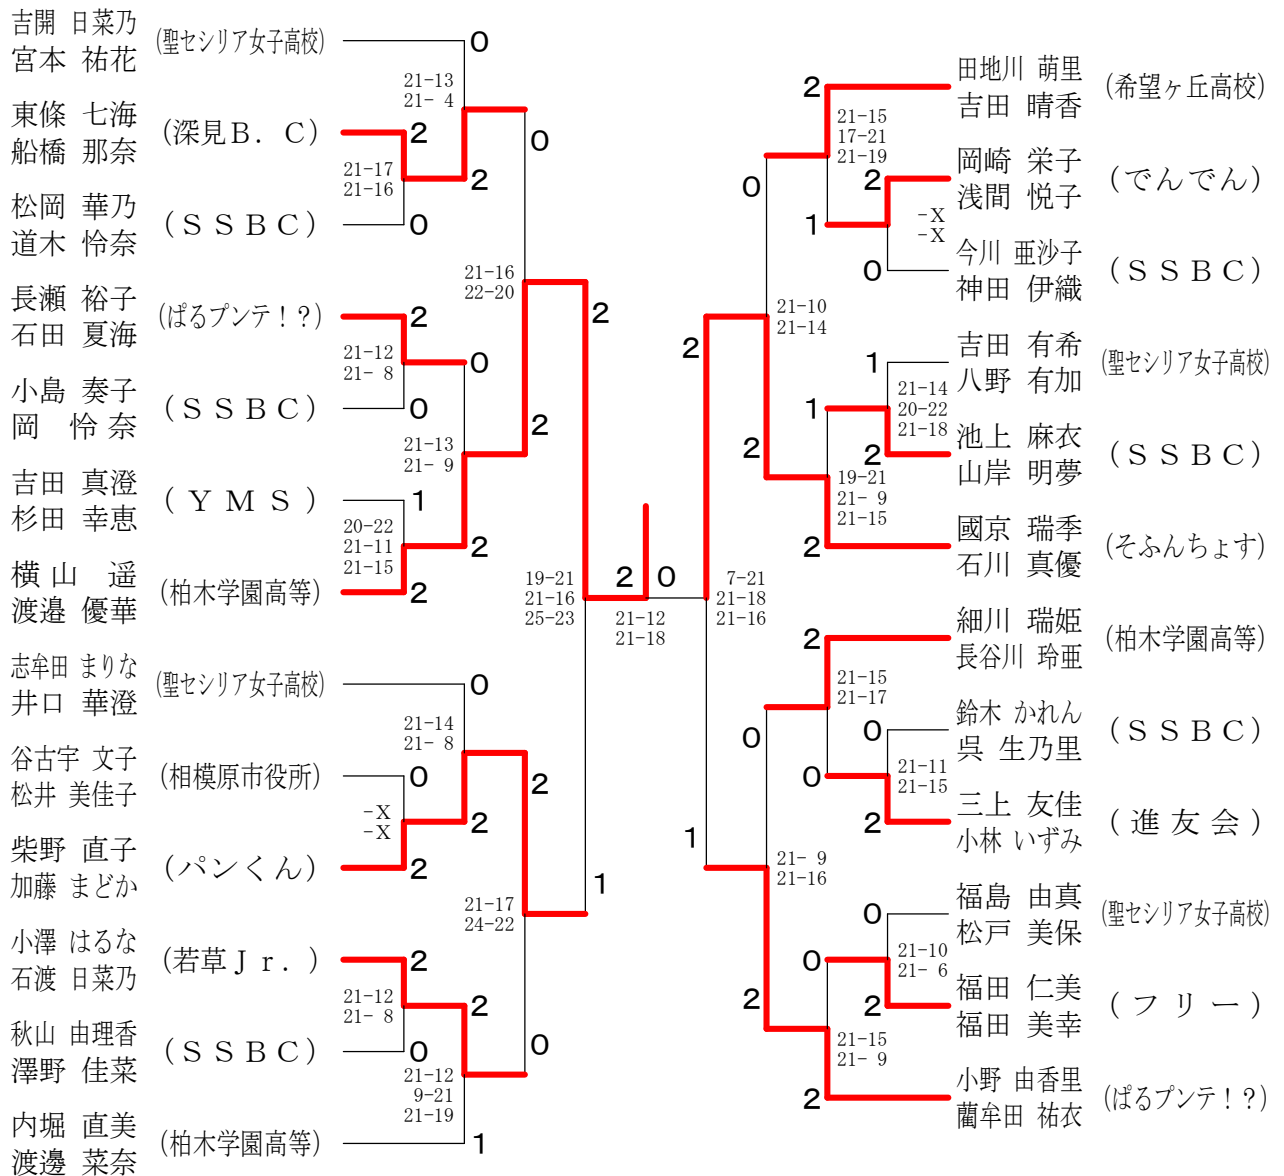 吉開 日菜乃
宮本 祐花
(聖セシリア女子高校)
0
21-13
21- 4
東條 七海
船橋 那奈
(深見B. C)
2
0
21-17
21-16
2
松岡 華乃
道木 怜奈
(SSBC)
0
21-16
22-20
2
長瀬 裕子
石田 夏海
(ぱるプンテ!?)
2
21-12
21- 8
0
小島 奏子
岡 怜奈
(SSBC)
0
2
21-13
21- 9
吉田 真澄
杉田 幸恵
(YMS)
1
20-22
21-11
21-15
2
横山 遥
渡邉 優華
(柏木学園高等)
2
19-21
21-16
25-23
2
0
21-12
21-18
志牟田 まりな
井口 華澄
(聖セシリア女子高校)
0
21-14
21- 8
谷古宇 文子
松井 美佳子
(相模原市役所)
0
2
-X
-X
2
柴野 直子
加藤 まどか
(パンくん)
2
1
21-17
24-22
小澤 はるな
石渡 日菜乃
(若草Jr.)
2
21-12
21- 8
2
秋山 由理香
澤野 佳菜
(SSBC)
0
0
21-12
9-21
21-19
内堀 直美
渡邊 菜奈
(柏木学園高等)
1
2
田地川 萌里
吉田 晴香
(希望ヶ丘高校)
21-15
17-21
21-19
0
2
岡崎 栄子
浅間 悦子
(でんでん)
1
-X
-X
0
今川 亜沙子
神田 伊織
(SSBC)
21-10
21-14
2
1
吉田 有希
八野 有加
(聖セシリア女子高校)
21-14
20-22
21-18
1
2
2
池上 麻衣
山岸 明夢
(SSBC)
19-21
21- 9
21-15
2
國京 瑞季
石川 真優
(そふんちょす)
7-21
21-18
21-16
2
細川 瑞姫
長谷川 玲亜
(柏木学園高等)
21-15
21-17
0
0
鈴木 かれん
呉 生乃里
(SSBC)
0
21-11
21-15
2
三上 友佳
小林 いずみ
(進友会)
1
21- 9
21-16
0
福島 由真
松戸 美保
(聖セシリア女子高校)
0
21-10
21- 6
2
2
福田 仁美
福田 美幸
(フリー)
21-15
21- 9
2
小野 由香里
藺牟田 祐衣
(ぱるプンテ!?)